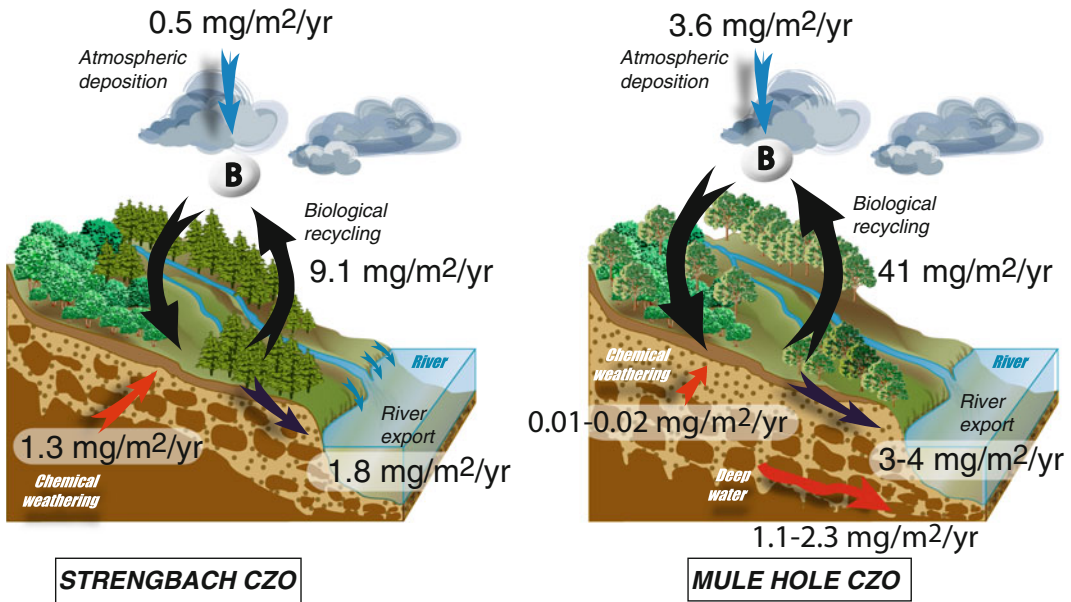 0.5 mg/m2/yr
Atmospheric
deposition
B
Biological
recycling
9.1 mg/m2/yr
River
River
export
1.3 mg/m2/yr
1.8 mg/m2/yr
Chemical
weathering
STRENGBACH CZO
3.6 mg/m2/yr
Atmospheric
deposition
B
Biological
recycling
41 mg/m2/yr
Chemical
weathering
River
0.01-0.02 mg/m2/yr
River
export
3-4 mg/m2/yr
Deep
water
1.1-2.3 mg/m2/yr
MULE HOLE CZO